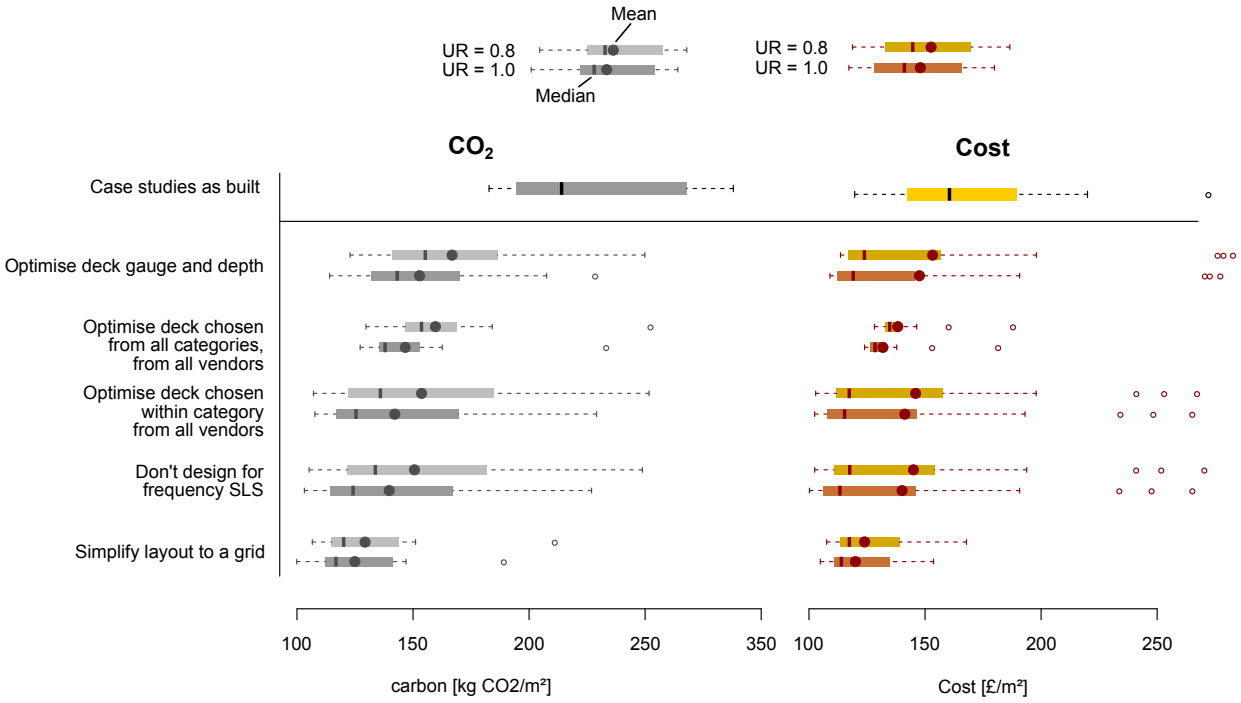 Mean
UR = 0.8
UR = 1.0
Median
UR = 0.8
UR = 1.0
CO₂
Cost
Case studies as built
Optimise deck gauge and depth
Optimise deck chosen
from all categories,
from all vendors
Optimise deck chosen
within category
from all vendors
Don't design for
frequency SLS
Simplify layout to a grid
100 150 200 250 350
100 150 200 250
carbon [kg CO2/m²]
Cost [£/m²]